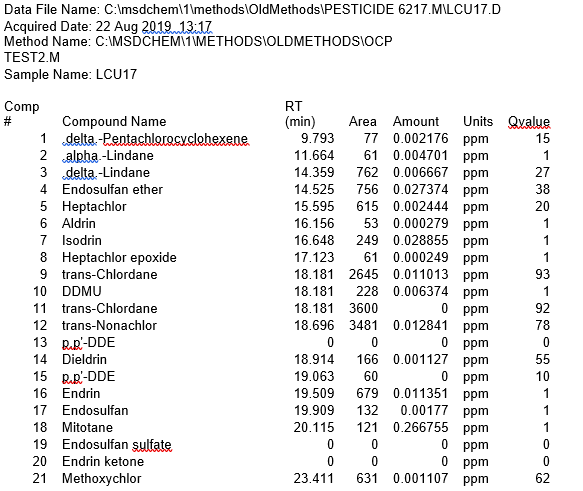 Data File Name: C:\msdchem\1\methods\OldMethods\PESTICIDE 6217.M\LCU17.D
Acquired Date: 22 Aug 2019  13:17
Method Name: C:\MSDCHEM\1\METHODS\OLDMETHODS\OCP
TEST2.M
Sample Name: LCU17
Comp RT
# Compound Name (min) Area Amount Units Qvalue
1 .delta.-Pentachlorocyclohexene 9.793 77 0.002176 ppm 15
2 .alpha.-Lindane 11.664 61 0.004701 ppm 1
3 .delta.-Lindane 14.359 762 0.006667 ppm 27
4 Endosulfan ether 14.525 756 0.027374 ppm 38
5 Heptachlor 15.595 615 0.002444 ppm 20
6 Aldrin 16.156 53 0.000279 ppm 1
7 Isodrin 16.648 249 0.028855 ppm 1
8 Heptachlor epoxide 17.123 61 0.000249 ppm 1
9 trans-Chlordane 18.181 2645 0.011013 ppm 93
10 DDMU 18.181 228 0.006374 ppm 1
11 trans-Chlordane 18.181 3600 0 ppm 92
12 trans-Nonachlor 18.696 3481 0.012841 ppm 78
13 p,p'-DDE 0 0 0 ppm 0
14 Dieldrin 18.914 166 0.001127 ppm 55
15 p,p'-DDE 19.063 60 0 ppm 10
16 Endrin 19.509 679 0.011351 ppm 1
17 Endosulfan 19.909 132 0.00177 ppm 1
18 Mitotane 20.115 121 0.266755 ppm 1
19 Endosulfan sulfate 0 0 0 ppm 0
20 Endrin ketone 0 0 0 ppm 0
21 Methoxychlor 23.411 631 0.001107 ppm 62